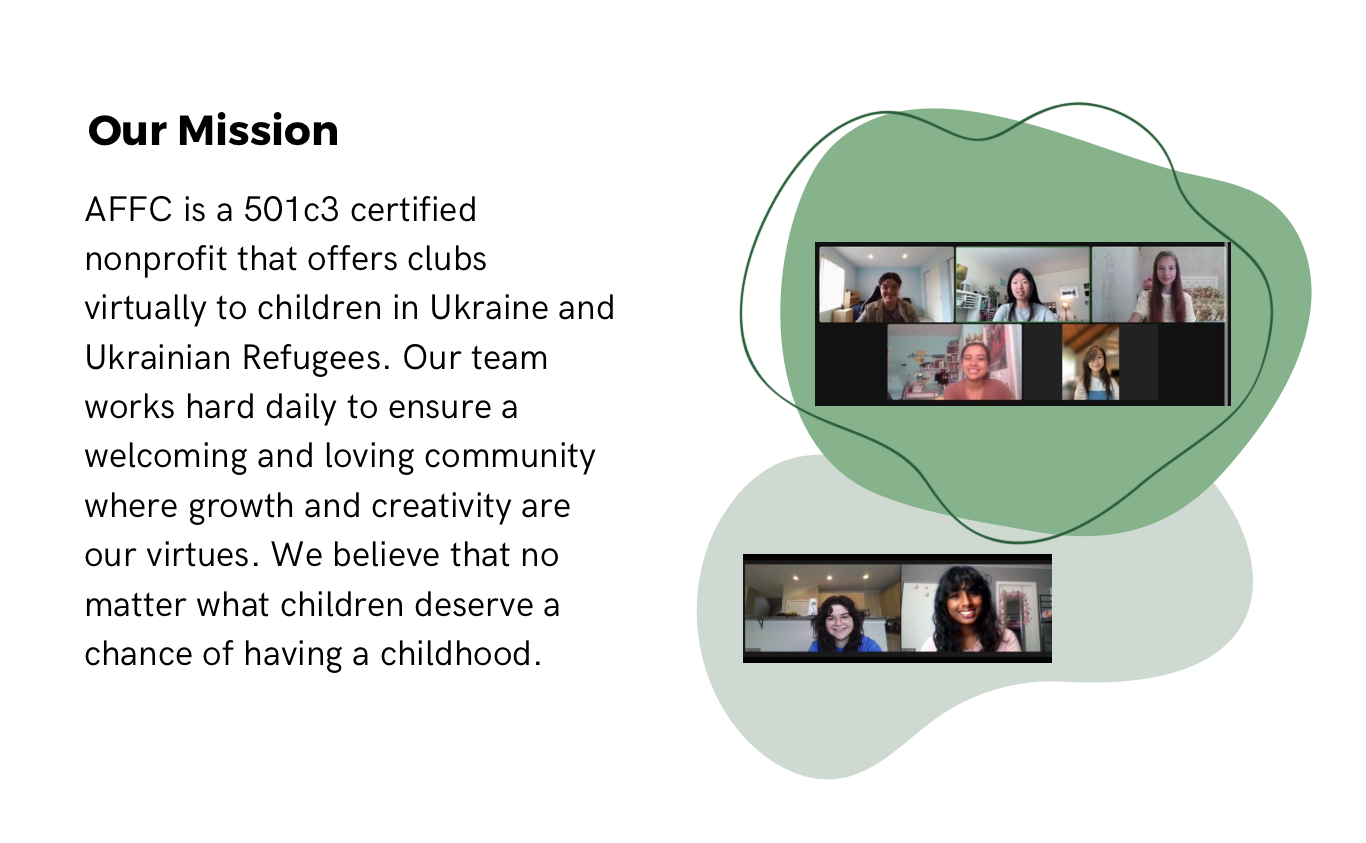 Our Mission
AFFC is a 501c3 certified
nonprofit that offers clubs
virtually to children in Ukraine and
Ukrainian Refugees. Our team
works hard daily to ensure a
welcoming and loving community
where growth and creativity are
our virtues. We believe that no
matter what children deserve a
chance of having a childhood.